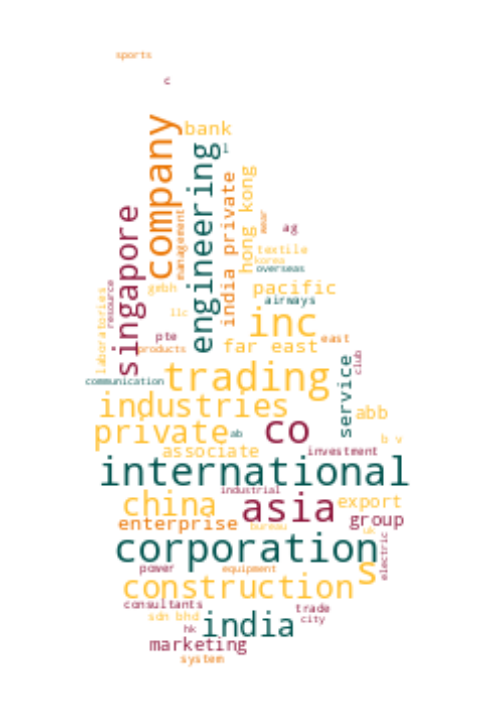 sports
c
company
bank
engineering
l
india private
hong kong
wear
singapore
management
ag
textile
korea
overseas
gmbh
pacific
airways
laboratories
resource
llc
inc
pte
products
far east
east
communication
trading
service
club
industries
abb
private
ab
co
b v
associate
investment
international
industrial
china
asia
export
enterprise
bureau
group
uk
corporation
electric
s
power
equipment
construction
consultants
trade
sdn bhd
city
hk
india
marketing
system